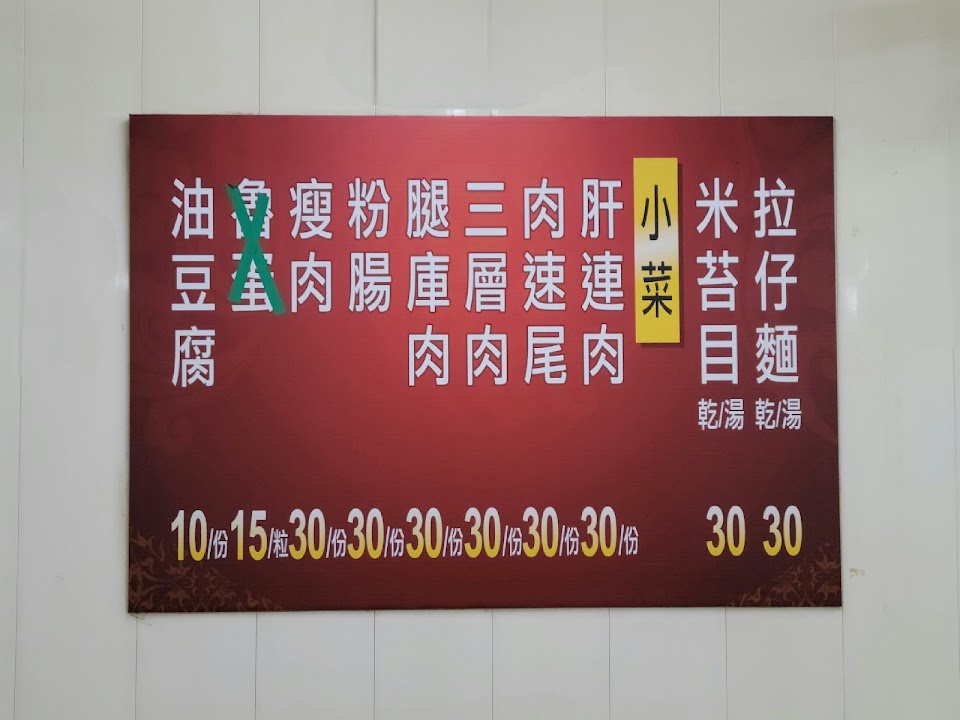 拉仔麵 乾/湯 30
米苔目 乾/湯 30
小菜
肝連肉 30/份
肉速尾 30/份
三層肉 30/份
腿庫肉 30/份
粉腸 30/份
瘦肉 30/份
魯蛋 15/粒
油豆腐 10/份